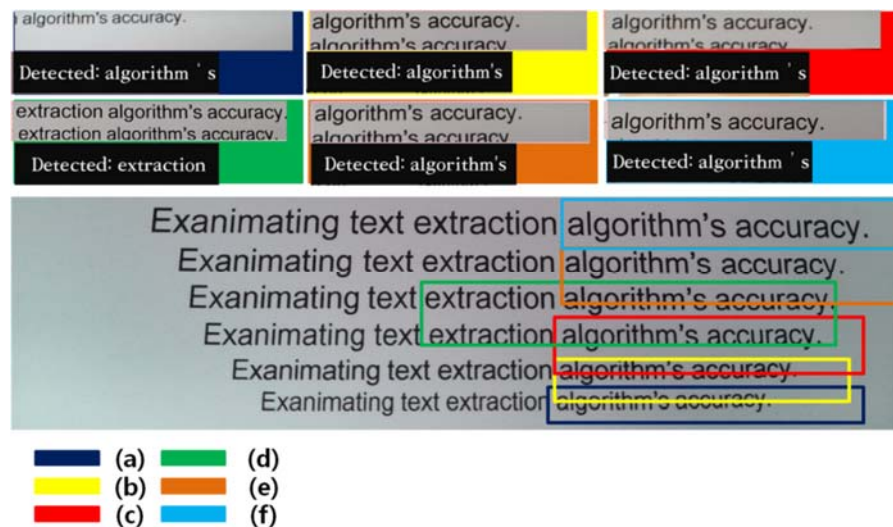 algorithm's accuracy.
algorithm's accuracy.
Detected: algorithm ' s
algorithm's accuracy.
algorithm's accuracy.
Detected: algorithm's
algorithm's accuracy.
algorithm's accuracy.
Detected: algorithm ' s
extraction algorithm's accuracy.
extraction algorithm's accuracy.
Detected: extraction
algorithm's accuracy.
algorithm's accuracy.
Detected: algorithm's
algorithm's accuracy.
Detected: algorithm ' s
Exanimating text extraction algorithm's accuracy.
Exanimating text extraction algorithm's accuracy.
Exanimating text extraction algorithm's accuracy.
Exanimating text extraction algorithm's accuracy.
Exanimating text extraction algorithm's accuracy.
Exanimating text extraction algorithm's accuracy.
(a) (d)
(b) (e)
(c) (f)